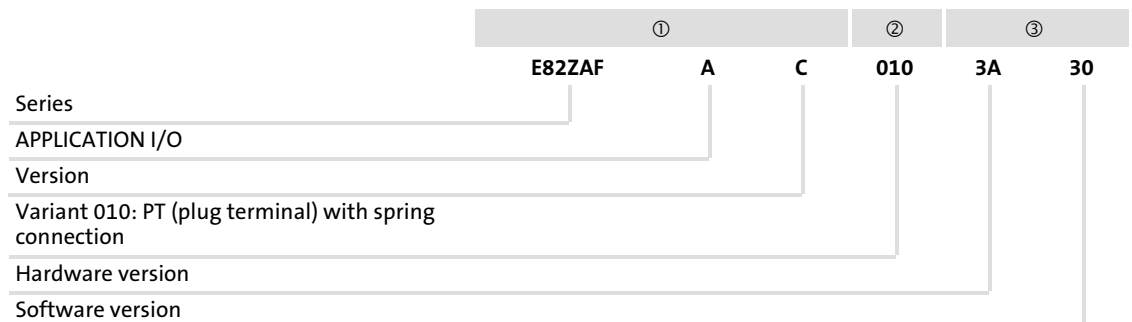 ① ② ③
E82ZAF A C 010 3A 30
Series
APPLICATION I/O
Version
Variant 010: PT (plug terminal) with spring
connection
Hardware version
Software version